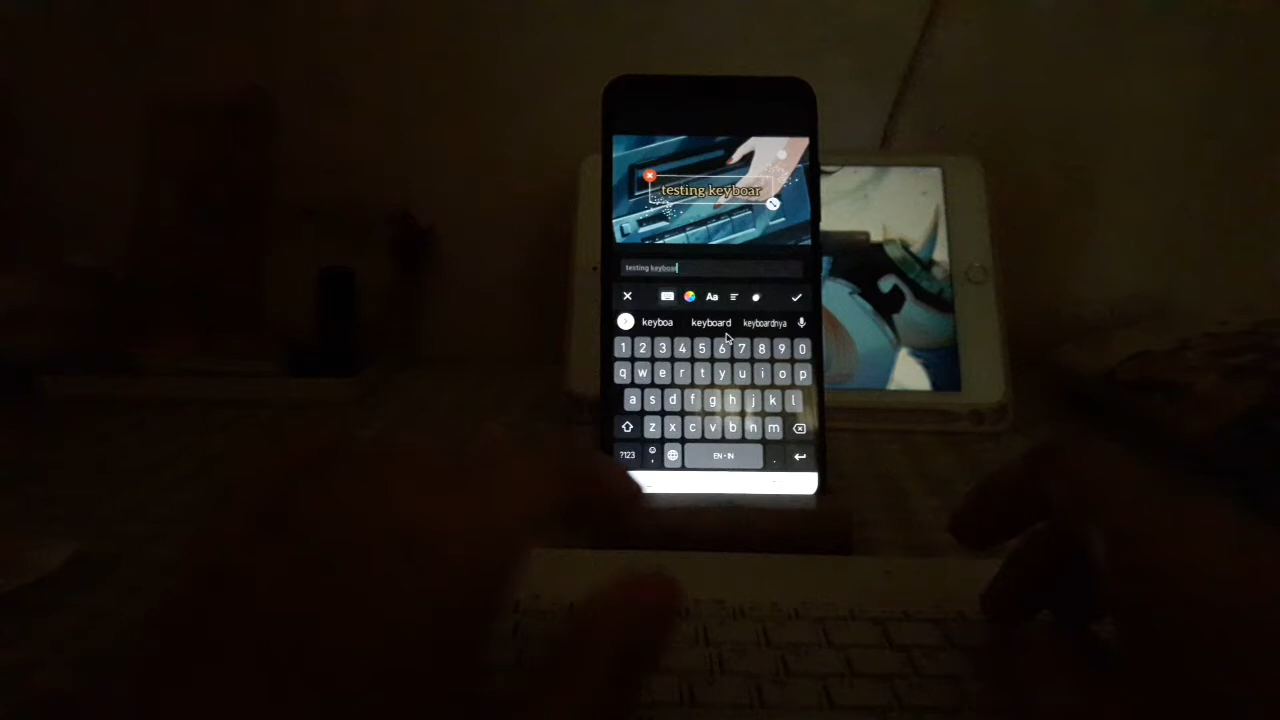 testing keyboar
testing keyboar
Aa
keyboa keyboard keyboardnya
1 2 3 4 5 6 7 8 9 0
q w e r t y u i o p
a s d f g h j k l
z x c v b n m
?123 , EN-IN .